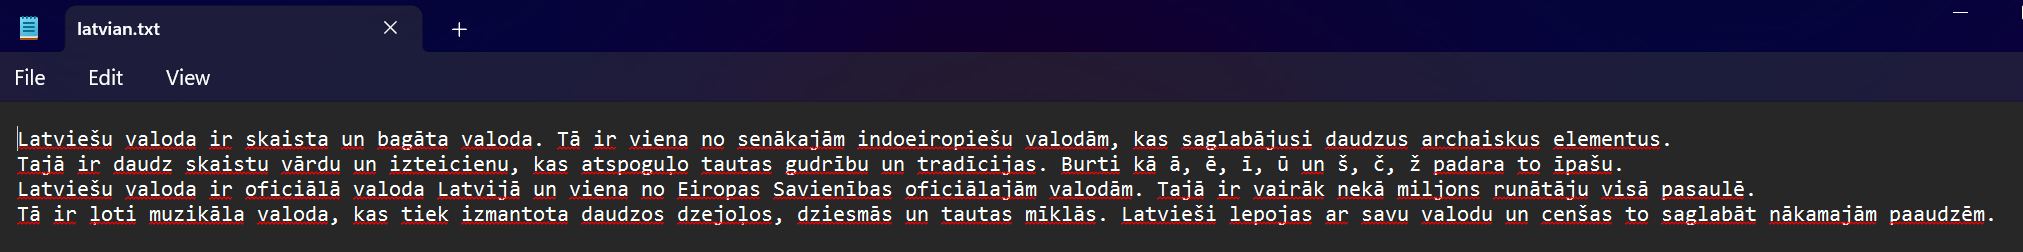 latvian.txt
File Edit View
Latviešu valoda ir skaista un bagāta valoda. Tā ir viena no senākajām indoeiropiešu valodām, kas saglabājusi daudzus archaiskus elementus.
Tajā ir daudz skaistu vārdu un izteicienu, kas atspoguļo tautas gudrību un tradīcijas. Burti kā ā, ē, ī, ū un š, č, ž padara to īpašu.
Latviešu valoda ir oficiālā valoda Latvijā un viena no Eiropas Savienības oficiālajām valodām. Tajā ir vairāk nekā miljons runātāju visā pasaulē.
Tā ir ļoti muzikāla valoda, kas tiek izmantota daudzos dzejoļos, dziesmās un tautas mīklās. Latvieši lepojas ar savu valodu un cenšas to saglabāt nākamajām paaudzēm.